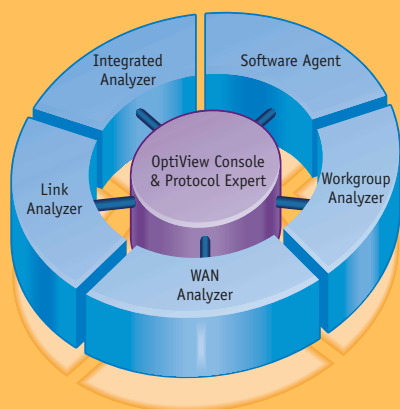 Integrated
Analyzer
Software Agent
OptiView Console
& Protocol Expert
Link
Analyzer
Workgroup
Analyzer
WAN
Analyzer